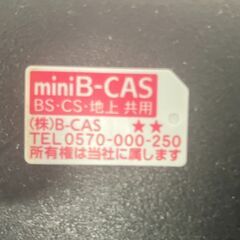 miniB-CAS
BS・CS・地上 共用
(株)B-CAS ★★
TEL 0570-000-250
所有権は当社に属します